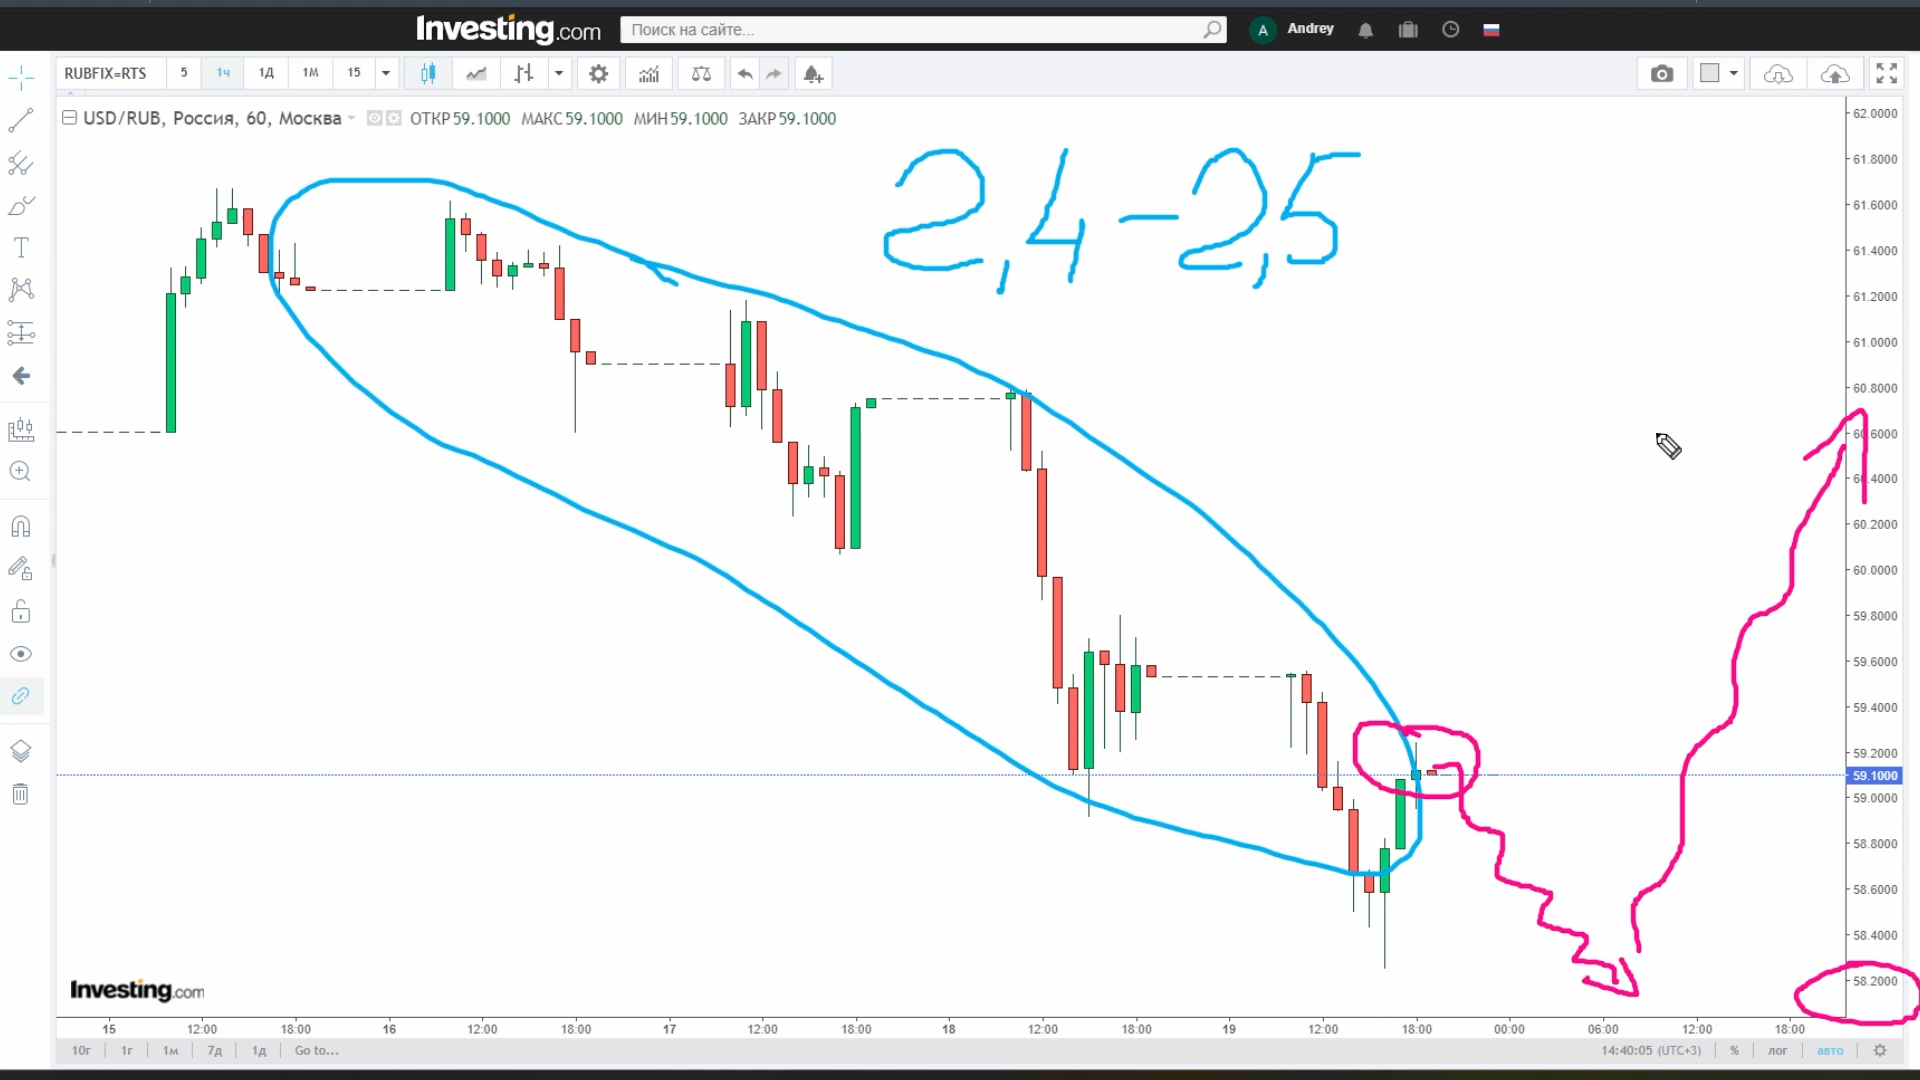 Investing.com
Поиск на сайте...
A
Andrey
RUBFIX=RTS
5
1ч
1Д
1М
15
USD/RUB, Россия, 60, Москва
ОТКР 59.1000 МАКС 59.1000 МИН 59.1000 ЗАКР 59.1000
2,4-2,5
62.0000
61.8000
61.6000
61.4000
61.2000
61.0000
60.8000
60.6000
60.4000
60.2000
60.0000
59.8000
59.6000
59.4000
59.2000
59.1000
59.0000
58.8000
58.6000
58.4000
58.2000
Investing.com
15 12:00 18:00 16 12:00 18:00 17 12:00 18:00 18 12:00 18:00 19 12:00 18:00 00:00 06:00 12:00 18:00
10г 1г 1м 7д 1д Go to... 14:40:05 (UTC+3) % лог авто